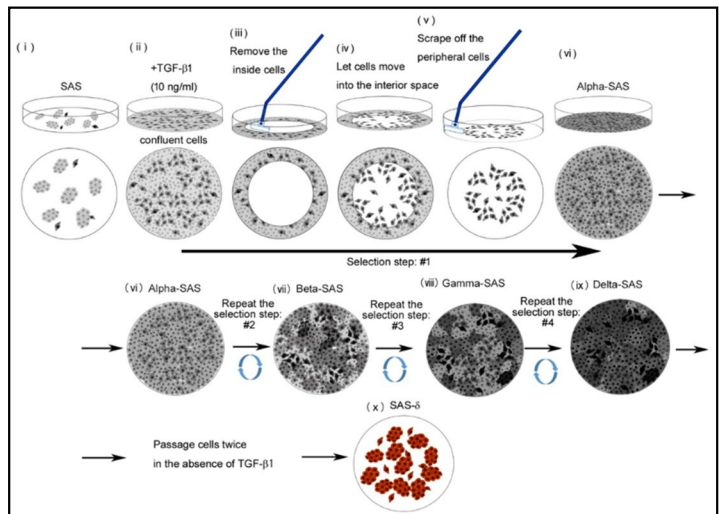 ( i )
SAS
( ii )
+TGF-β1
(10 ng/ml)
confluent cells
(iii)
Remove the
inside cells
(iv)
Let cells move
into the interior space
(v)
Scrape off the
peripheral cells
(vi)
Alpha-SAS
Selection step: #1
(vi) Alpha-SAS
Repeat the
selection step:
#2
(vii) Beta-SAS
Repeat the
selection step:
#3
(viii) Gamma-SAS
Repeat the
selection step:
#4
(ix) Delta-SAS
Passage cells twice
in the absence of TGF-β1
(x) SAS-δ